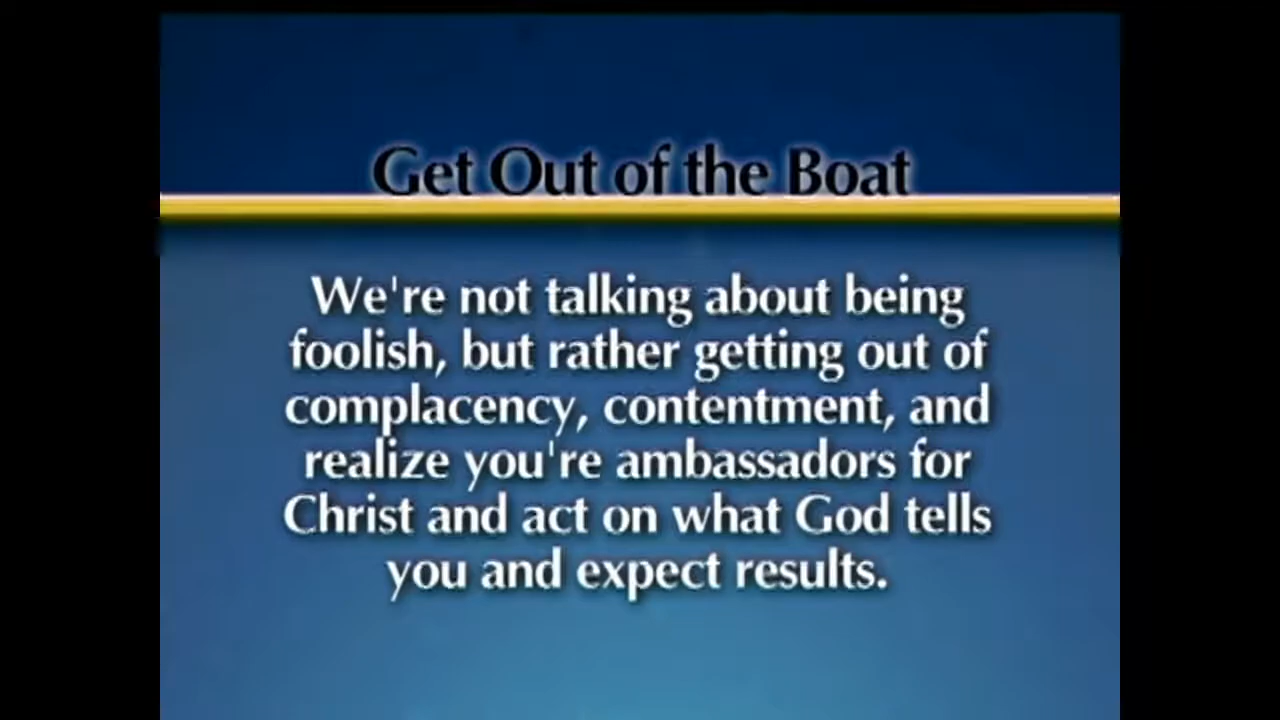 Get Out of the Boat
We're not talking about being
foolish, but rather getting out of
complacency, contentment, and
realize you're ambassadors for
Christ and act on what God tells
you and expect results.